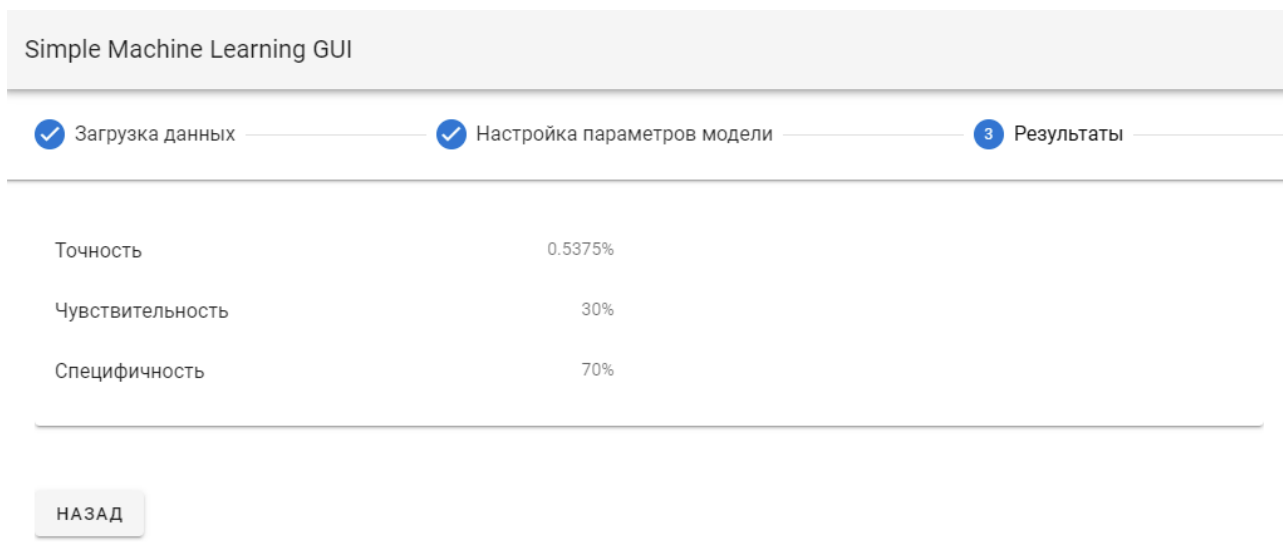 Simple Machine Learning GUI
Загрузка данных Настройка параметров модели 3 Результаты
Точность 0.5375%
Чувствительность 30%
Специфичность 70%
НАЗАД